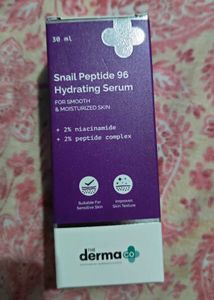 30 ml
Snail Peptide 96
Hydrating Serum
FOR SMOOTH
& MOISTURIZED SKIN
+ 2% niacinamide
+ 2% peptide complex
Suitable For
Sensitive Skin
Improves
Skin Texture
THE
derma co